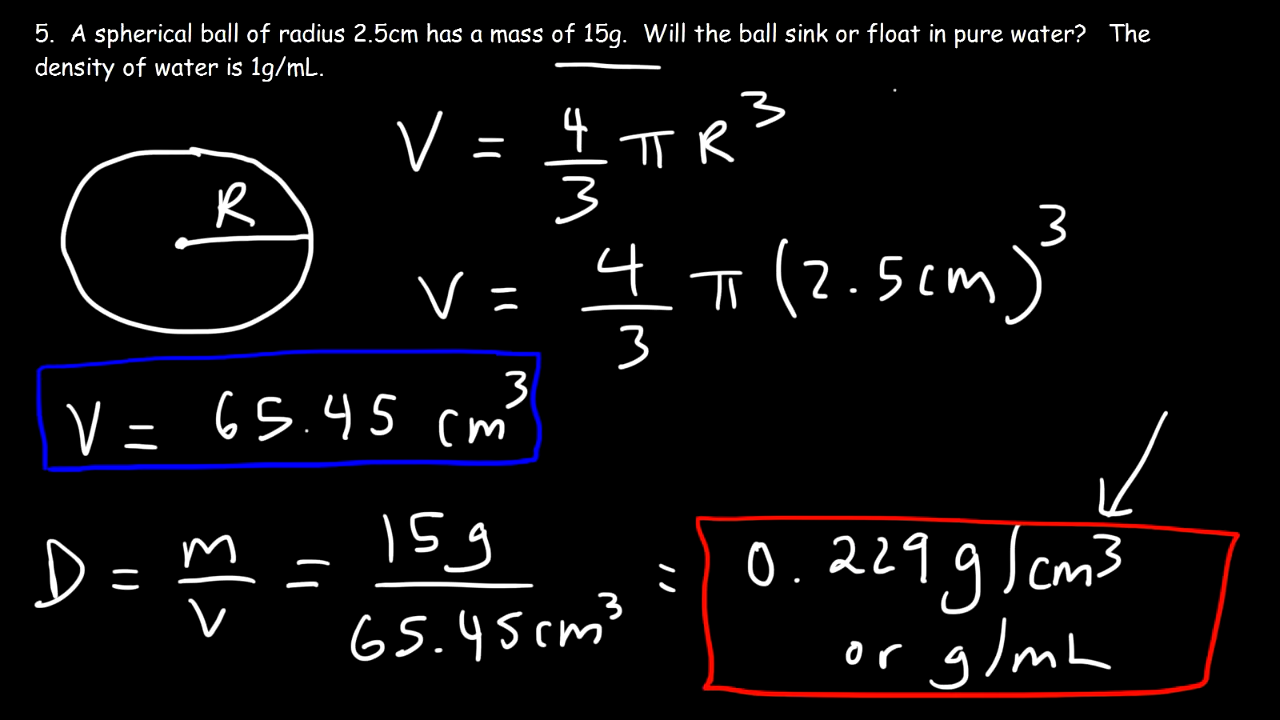 5. A spherical ball of radius 2.5cm has a mass of 15g. Will the ball sink or float in pure water? The
density of water is 1g/mL.
V = 4/3 π R³
R
V = 4/3 π (2.5cm)³
V = 65.45 cm³
D = m/V = 15g/65.45cm³ = 0.229 g/cm³
or g/mL